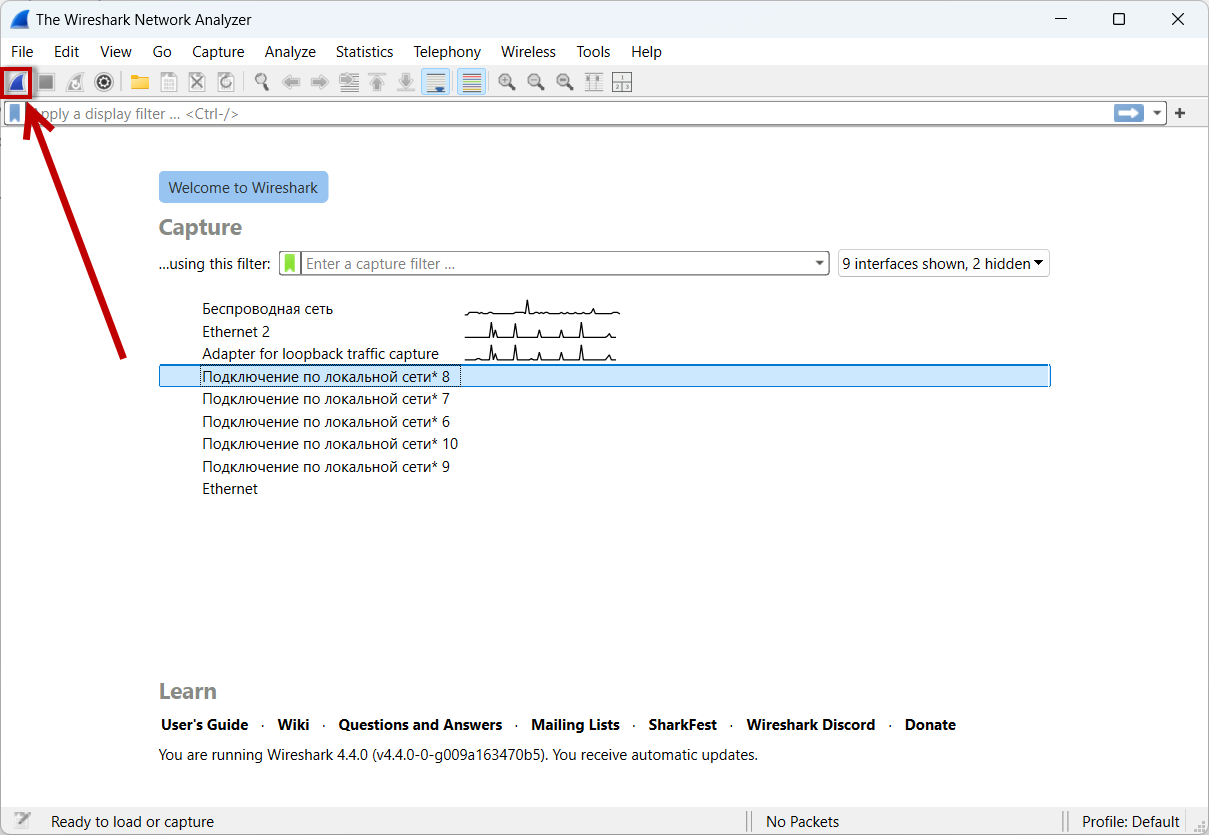 The Wireshark Network Analyzer
File Edit View Go Capture Analyze Statistics Telephony Wireless Tools Help
pply a display filter ... <Ctrl-/>
Welcome to Wireshark
Capture
...using this filter: Enter a capture filter ... 9 interfaces shown, 2 hidden
Беспроводная сеть
Ethernet 2
Adapter for loopback traffic capture
Подключение по локальной сети* 8
Подключение по локальной сети* 7
Подключение по локальной сети* 6
Подключение по локальной сети* 10
Подключение по локальной сети* 9
Ethernet
Learn
User's Guide · Wiki · Questions and Answers · Mailing Lists · SharkFest · Wireshark Discord · Donate
You are running Wireshark 4.4.0 (v4.4.0-0-g009a163470b5). You receive automatic updates.
Ready to load or capture No Packets Profile: Default